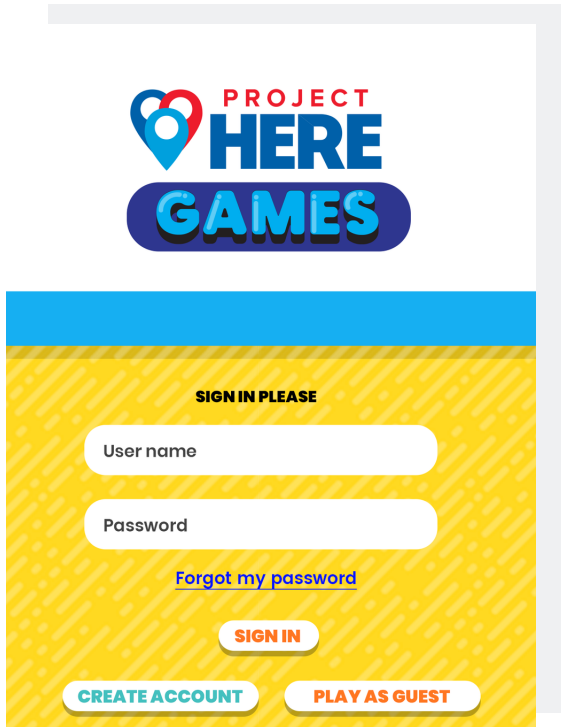 PROJECT
HERE
GAMES
SIGN IN PLEASE
User name
Password
Forgot my password
SIGN IN
CREATE ACCOUNT
PLAY AS GUEST